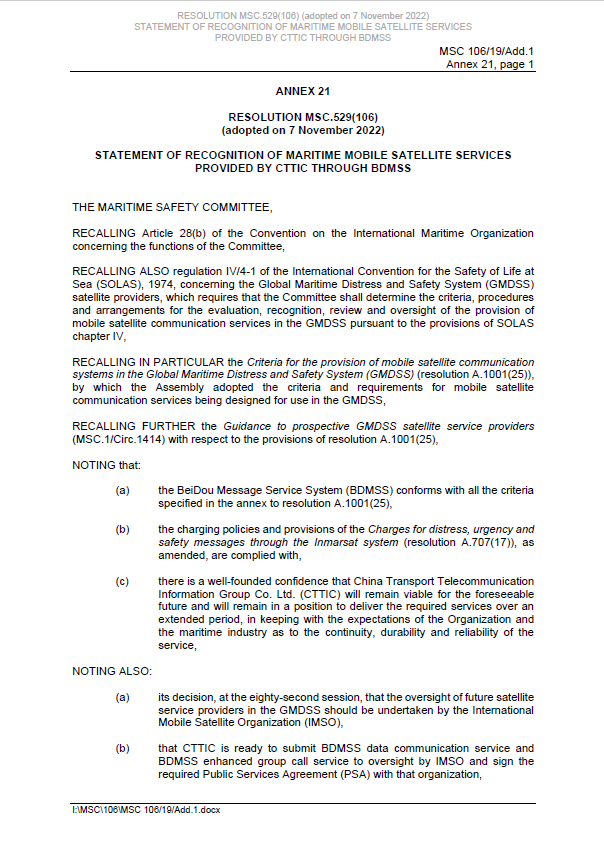 RESOLUTION MSC.529(106) (adopted on 7 November 2022)
STATEMENT OF RECOGNITION OF MARITIME MOBILE SATELLITE SERVICES
PROVIDED BY CTTIC THROUGH BDMSS
MSC 106/19/Add.1
Annex 21, page 1
ANNEX 21
RESOLUTION MSC.529(106)
(adopted on 7 November 2022)
STATEMENT OF RECOGNITION OF MARITIME MOBILE SATELLITE SERVICES
PROVIDED BY CTTIC THROUGH BDMSS
THE MARITIME SAFETY COMMITTEE,
RECALLING Article 28(b) of the Convention on the International Maritime Organization
concerning the functions of the Committee,
RECALLING ALSO regulation IV/4-1 of the International Convention for the Safety of Life at
Sea (SOLAS), 1974, concerning the Global Maritime Distress and Safety System (GMDSS)
satellite providers, which requires that the Committee shall determine the criteria, procedures
and arrangements for the evaluation, recognition, review and oversight of the provision of
mobile satellite communication services in the GMDSS pursuant to the provisions of SOLAS
chapter IV,
RECALLING IN PARTICULAR the Criteria for the provision of mobile satellite communication
systems in the Global Maritime Distress and Safety System (GMDSS) (resolution A.1001(25)),
by which the Assembly adopted the criteria and requirements for mobile satellite
communication services being designed for use in the GMDSS,
RECALLING FURTHER the Guidance to prospective GMDSS satellite service providers
(MSC.1/Circ.1414) with respect to the provisions of resolution A.1001(25),
NOTING that:
(a) the BeiDou Message Service System (BDMSS) conforms with all the criteria
specified in the annex to resolution A.1001(25),
(b) the charging policies and provisions of the Charges for distress, urgency and
safety messages through the Inmarsat system (resolution A.707(17)), as
amended, are complied with,
(c) there is a well-founded confidence that China Transport Telecommunication
Information Group Co. Ltd. (CTTIC) will remain viable for the foreseeable
future and will remain in a position to deliver the required services over an
extended period, in keeping with the expectations of the Organization and
the maritime industry as to the continuity, durability and reliability of the
service,
NOTING ALSO:
(a) its decision, at the eighty-second session, that the oversight of future satellite
service providers in the GMDSS should be undertaken by the International
Mobile Satellite Organization (IMSO),
(b) that CTTIC is ready to submit BDMSS data communication service and
BDMSS enhanced group call service to oversight by IMSO and sign the
required Public Services Agreement (PSA) with that organization,
I:\MSC\106\MSC 106/19/Add.1.docx